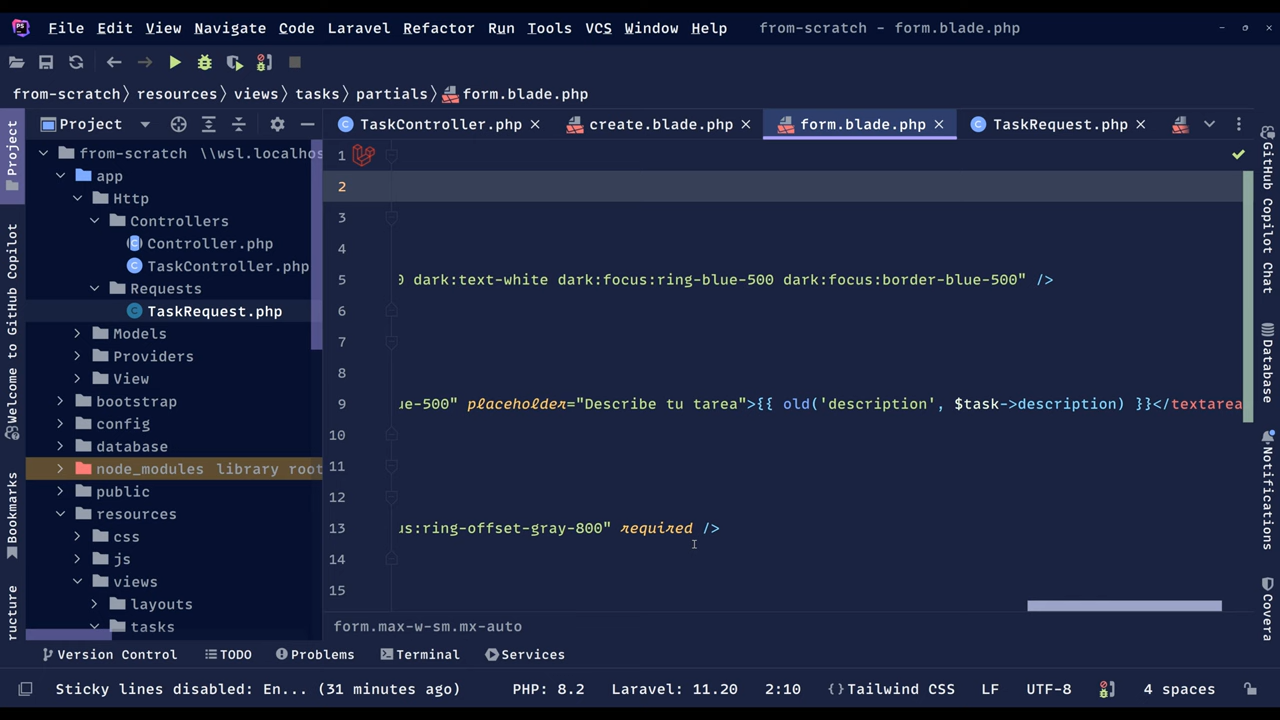 File Edit View Navigate Code Laravel Refactor Run Tools VCS Window Help from-scratch – form.blade.php
from-scratch〉resources〉views〉tasks〉partials〉form.blade.php
Project
TaskController.php
create.blade.php
form.blade.php
TaskRequest.php
from-scratch \\wsl.localhos
app
Http
Controllers
Controller.php
TaskController.php
Requests
TaskRequest.php
Models
Providers
View
bootstrap
config
database
node_modules library root
public
resources
css
js
views
layouts
tasks
1
2
3
4
5 0 dark:text-white dark:focus:ring-blue-500 dark:focus:border-blue-500" />
6
7
8
9 ue-500" placeholder="Describe tu tarea">{{ old('description', $task->description) }}</textarea
10
11
12
13 us:ring-offset-gray-800" required />
14
15
form.max-w-sm.mx-auto
Project
Welcome to GitHub Copilot
Bookmarks
ructure
GitHub Copilot Chat
Database
Notifications
Covera
Version Control TODO Problems Terminal Services
Sticky lines disabled: En... (31 minutes ago) PHP: 8.2 Laravel: 11.20 2:10 Tailwind CSS LF UTF-8 4 spaces